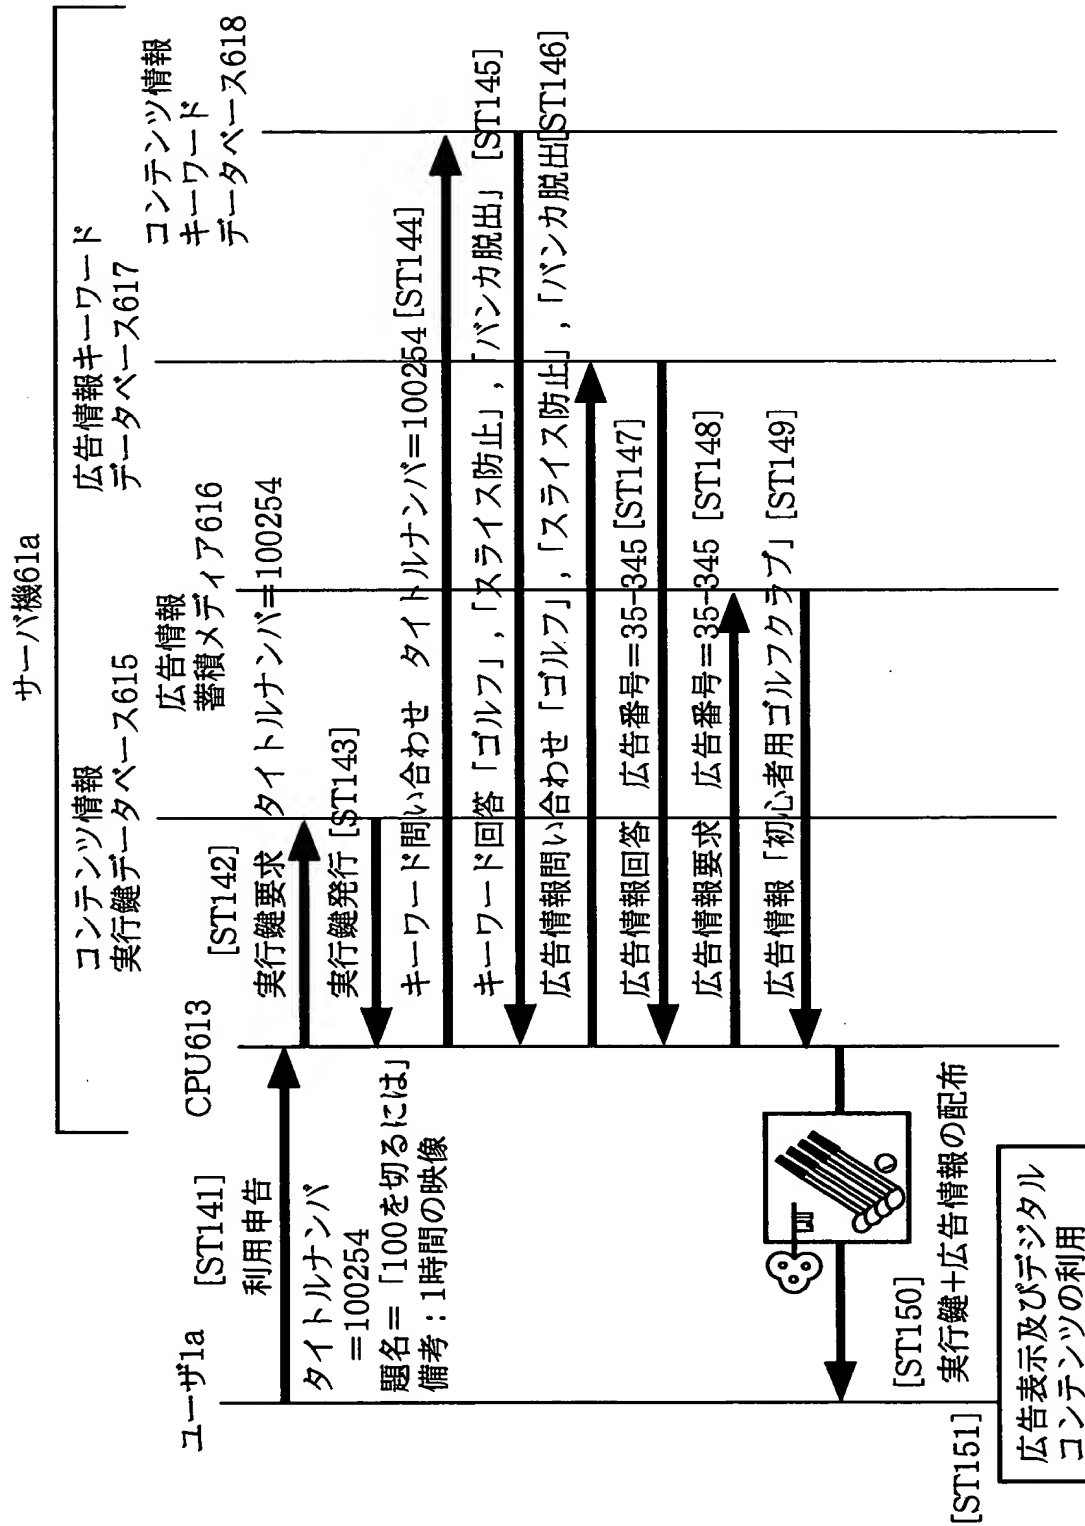 サーバ機61a
ユーザ1a
CPU613
コンテンツ情報
実行鍵データベース615
広告情報
蓄積メディア616
広告情報キーワード
データベース617
コンテンツ情報
キーワード
データベース618
[ST141]
利用申告
タイトルナンバ
=100254
題名=「100を切るには」
備考:1時間の映像
[ST142]
実行鍵要求 タイトルナンバ=100254
実行鍵発行 [ST143]
キーワード問い合わせ タイトルナンバ=100254 [ST144]
キーワード回答「ゴルフ」,「スライス防止」,「バンカ脱出」 [ST145]
広告情報問い合わせ「ゴルフ」,「スライス防止」,「バンカ脱出[ST146]
広告情報回答 広告番号=35-345 [ST147]
広告情報要求 広告番号=35-345 [ST148]
広告情報「初心者用ゴルフクラブ」[ST149]
[ST150]
実行鍵+広告情報の配布
[ST151]
広告表示及びデジタル
コンテンツの利用